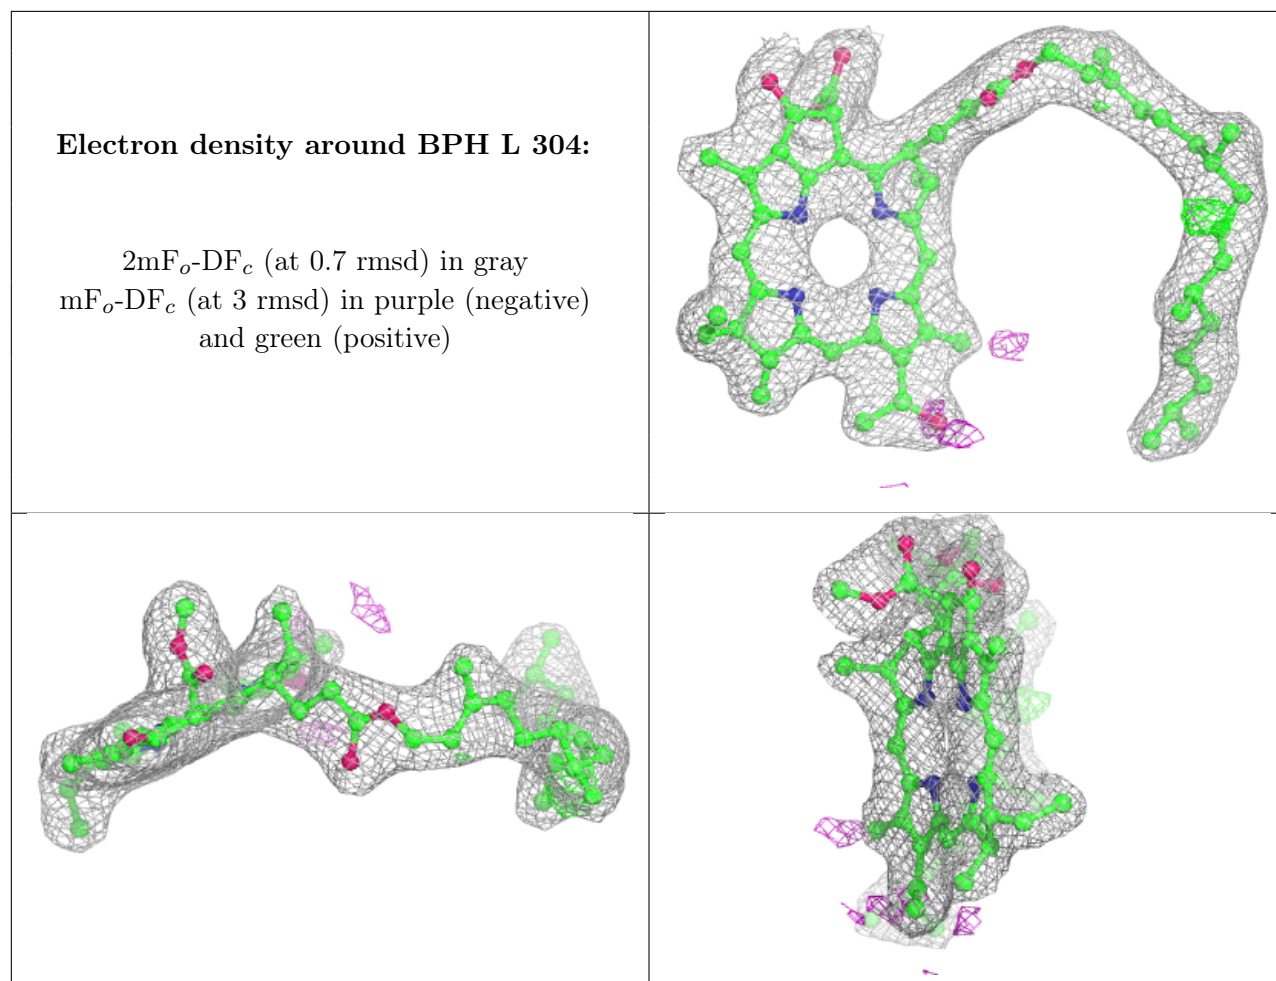 Electron density around BPH L 304:
2mFo-DFc (at 0.7 rmsd) in gray
mFo-DFc (at 3 rmsd) in purple (negative)
and green (positive)